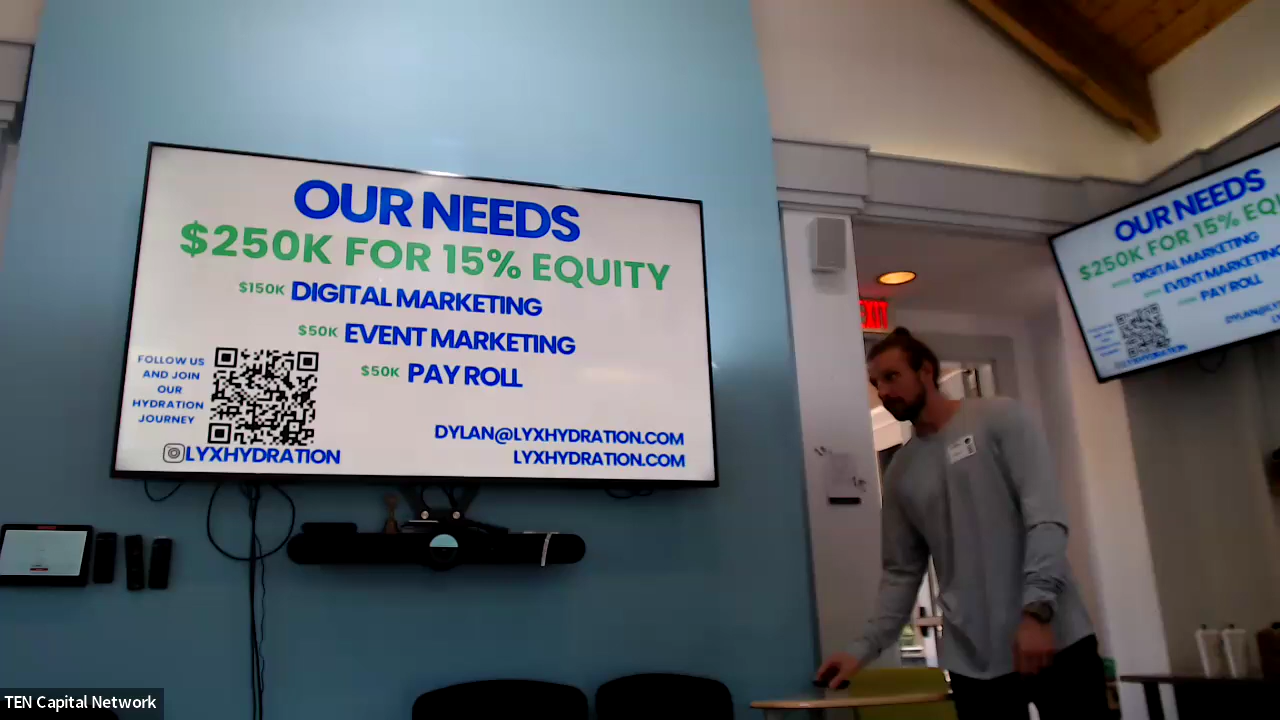 OUR NEEDS
$250K FOR 15% EQUITY
$150K DIGITAL MARKETING
$50K EVENT MARKETING
$50K PAY ROLL
FOLLOW US
AND JOIN
OUR
HYDRATION
JOURNEY
LYXHYDRATION
DYLAN@LYXHYDRATION.COM
LYXHYDRATION.COM
EXIT
OUR NEEDS
$250K FOR 15% EQU
DIGITAL MARKETING
EVENT MARKETING
PAY ROLL
LYXHYDRATION
TEN Capital Network